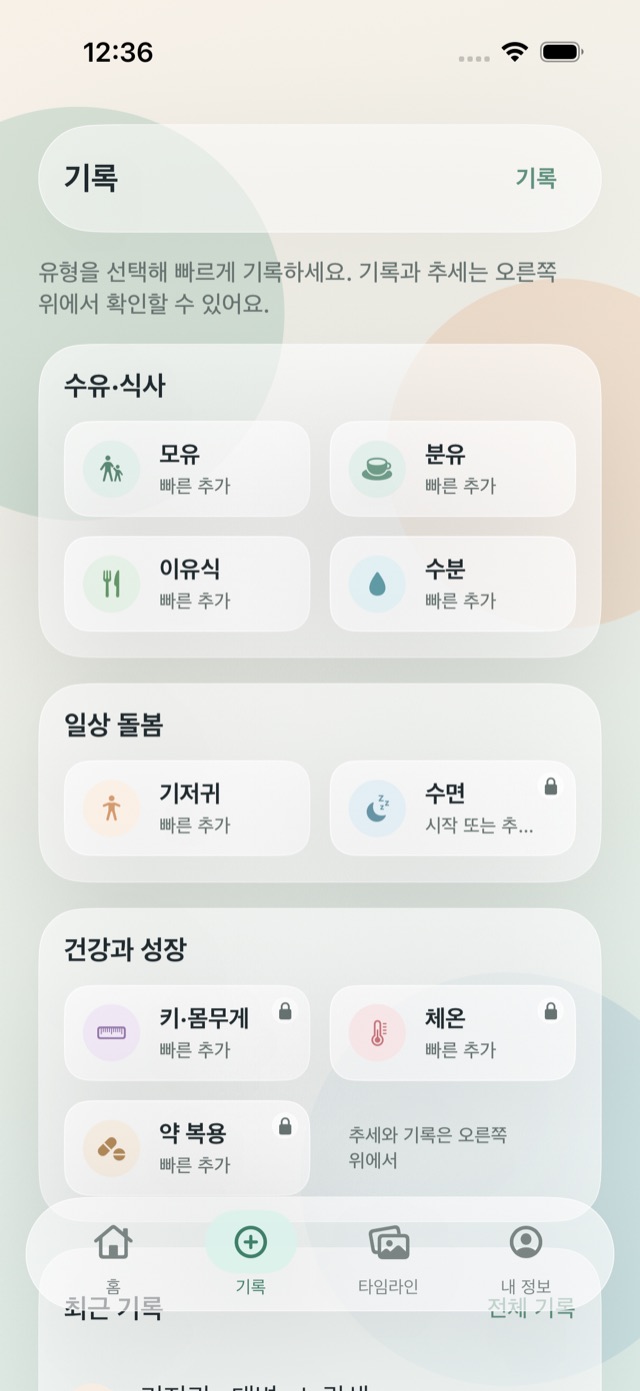 12:36
기록
기록
유형을 선택해 빠르게 기록하세요. 기록과 추세는 오른쪽
위에서 확인할 수 있어요.
수유·식사
모유
빠른 추가
분유
빠른 추가
이유식
빠른 추가
수분
빠른 추가
일상 돌봄
기저귀
빠른 추가
수면
시작 또는 추...
건강과 성장
키·몸무게
빠른 추가
체온
빠른 추가
약 복용
빠른 추가
추세와 기록은 오른쪽
위에서
홈
기록
타임라인
내 정보
최근 기록
전체 기록